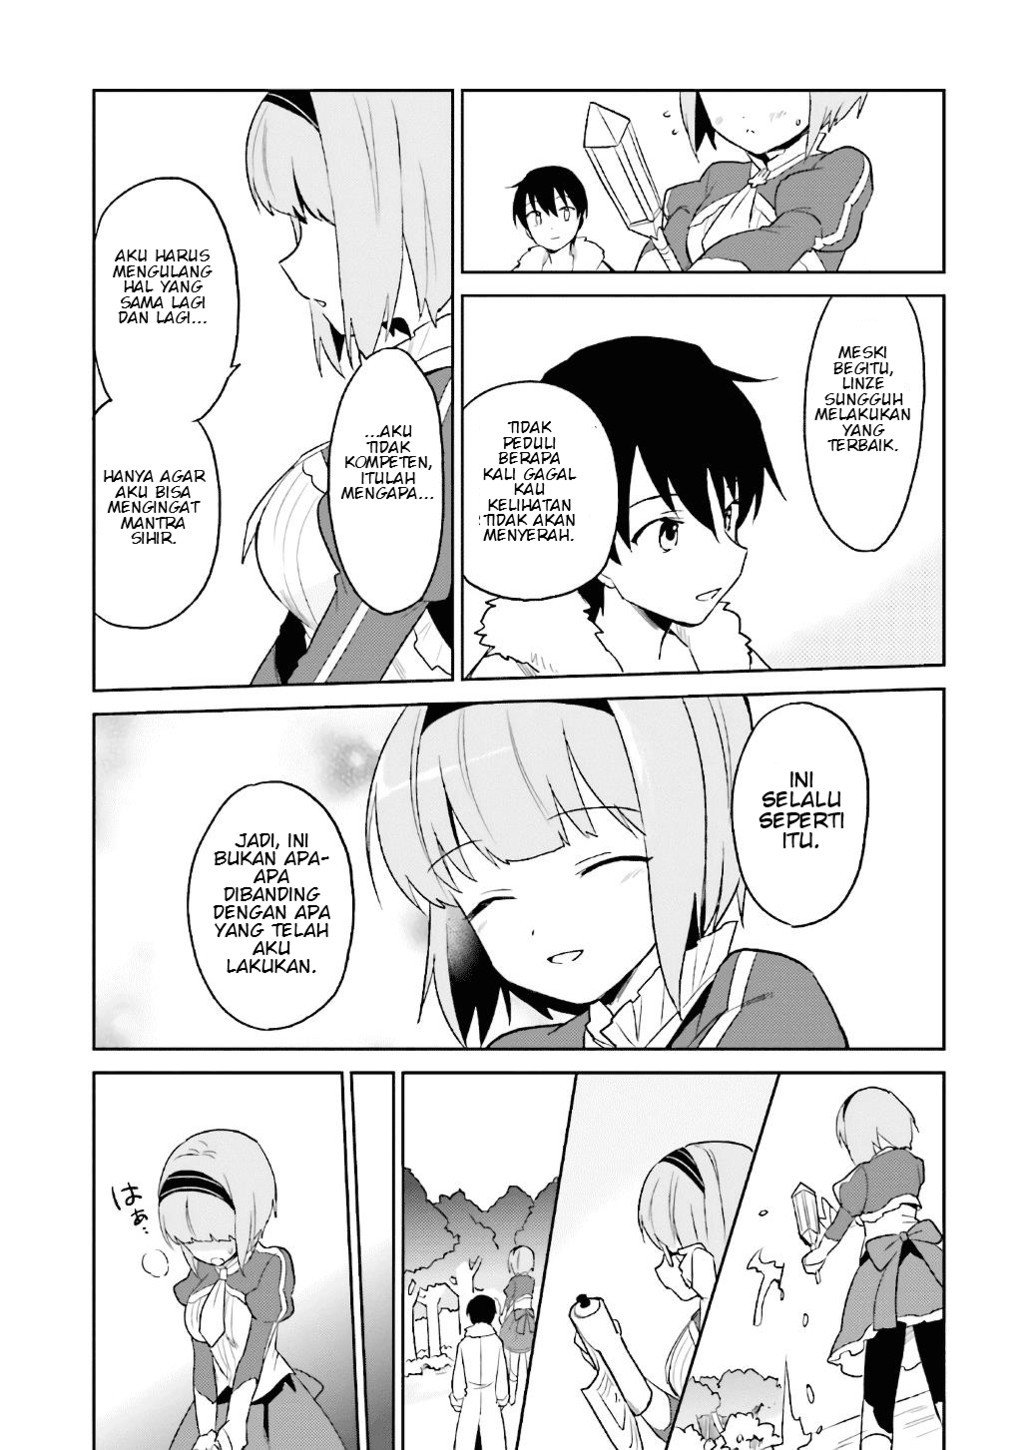 MESKI
BEGITU,
LINZE
SUNGGUH
MELAKUKAN
YANG
TERBAIK.
TIDAK
PEDULI
BERAPA
KALI GAGAL
KAU
KELIHATAN
TIDAK AKAN
MENYERAH.
...AKU
TIDAK
KOMPETEN,
ITULAH
MENGAPA...
AKU HARUS
MENGULANG
HAL YANG
SAMA LAGI
DAN LAGI...
HANYA AGAR
AKU BISA
MENGINGAT
MANTRA
SIHIR.
INI
SELALU
SEPERTI
ITU.
JADI, INI
BUKAN APA-
APA
DIBANDING
DENGAN APA
YANG TELAH
AKU
LAKUKAN.
はぁ…